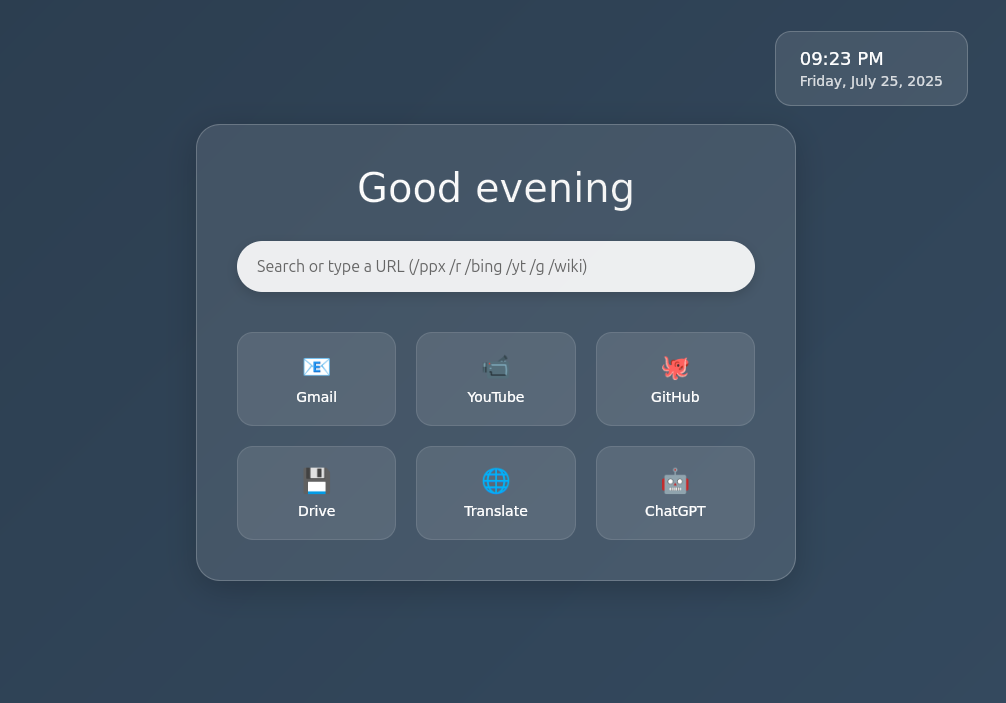 09:23 PM
Friday, July 25, 2025
Good evening
Search or type a URL (/ppx /r /bing /yt /g /wiki)
Gmail
YouTube
GitHub
Drive
Translate
ChatGPT